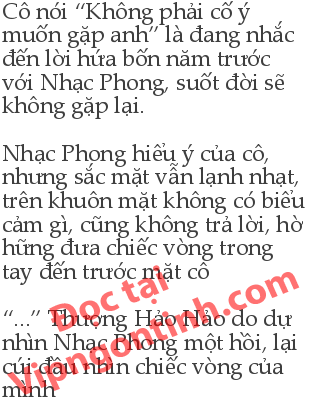 Cô nói “Không phải cố ý
muốn gặp anh” là đang nhắc
đến lời hứa bốn năm trước
với Nhạc Phong, suốt đời sẽ
không gặp lại.
Nhạc Phong hiểu ý của cô,
nhưng sắc mặt vẫn lạnh nhạt,
trên khuôn mặt không có biểu
cảm gì, cũng không trả lời, hờ
hững đưa chiếc vòng trong
tay đến trước mặt cô
“...” Thượng Hảo Hảo do dự
nhìn Nhạc Phong một hồi, lại
cúi đầu nhìn chiếc vòng của
mình
Đọc tại
Vipngontinh.com